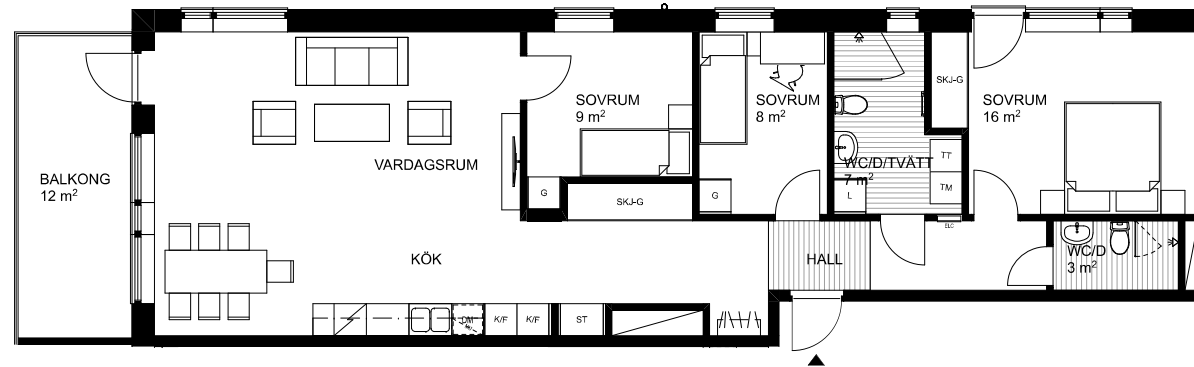 BALKONG
12 m²
VARDAGSRUM
KÖK
SOVRUM
9 m²
G
SKJ-G
SOVRUM
8 m²
G
WC/D/TVÄTT
7 m²
L
TT
TM
SKJ-G
SOVRUM
16 m²
ELC
HALL
WC/D
3 m²
DM
K/F
K/F
ST